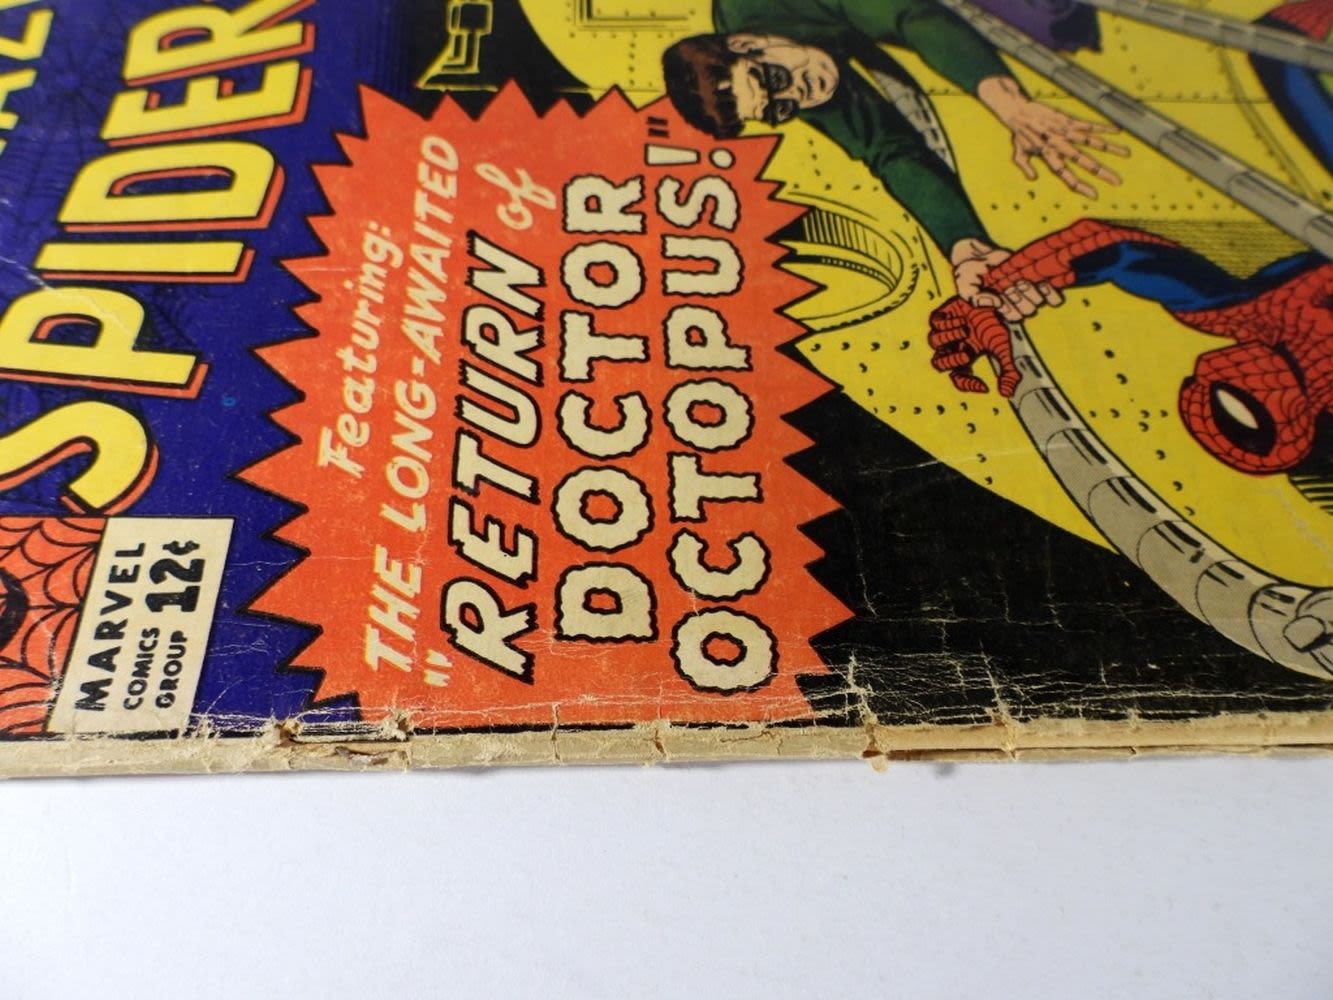 SPIDER
MARVEL
COMICS
GROUP
12¢
Featuring:
"THE LONG-AWAITED
"RETURN of
DOCTOR
OCTOPUS!"